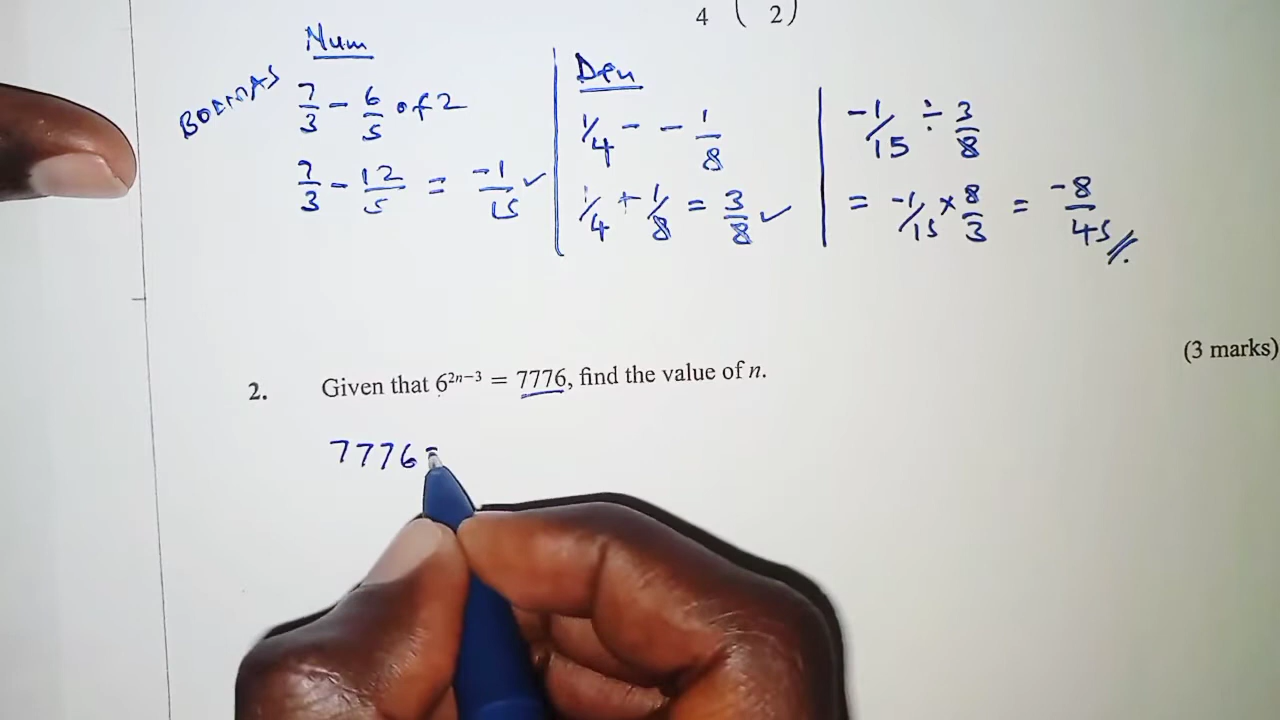 4 ( 2)
Num
BODMAS
7/3 - 6/5 of 2
7/3 - 12/5 = -1/15 ✓
Den
1/4 - - 1/8
1/4 + 1/8 = 3/8 ✓
-1/15 ÷ 3/8
= -1/15 × 8/3 = -8/45 //.
(3 marks)
2. Given that 6^{2n-3} = 7776, find the value of n.
7776 =